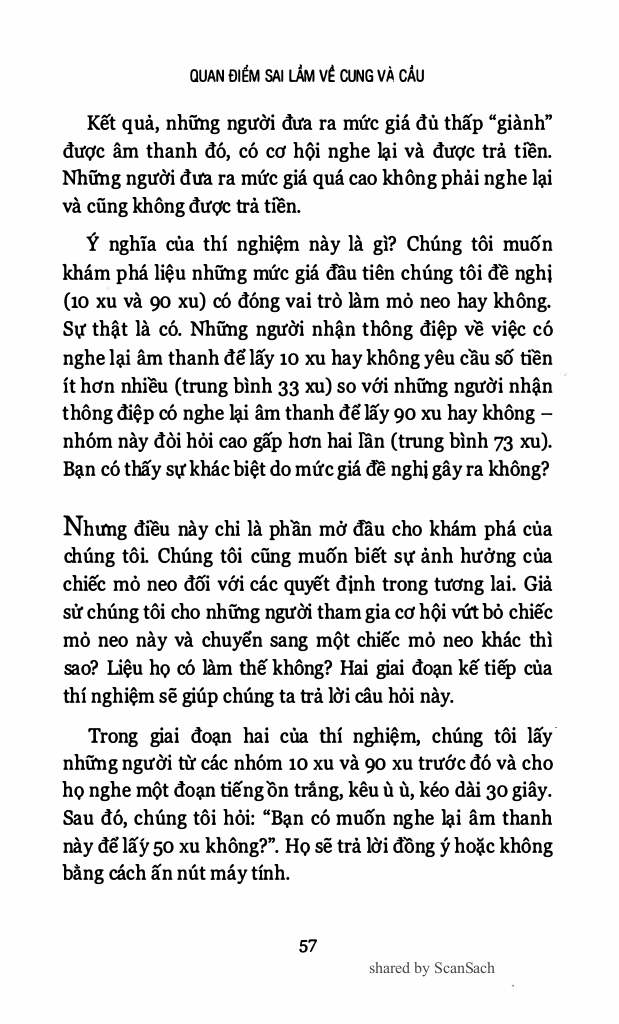 QUAN ĐIỂM SAI LẦM VỀ CUNG VÀ CẦU
Kết quả, những người đưa ra mức giá đủ thấp “giành”
được âm thanh đó, có cơ hội nghe lại và được trả tiền.
Những người đưa ra mức giá quá cao không phải nghe lại
và cũng không được trả tiền.
Ý nghĩa của thí nghiệm này là gì? Chúng tôi muốn
khám phá liệu những mức giá đầu tiên chúng tôi đề nghị
(10 xu và 90 xu) có đóng vai trò làm mỏ neo hay không.
Sự thật là có. Những người nhận thông điệp về việc có
nghe lại âm thanh để lấy 10 xu hay không yêu cầu số tiền
ít hơn nhiều (trung bình 33 xu) so với những người nhận
thông điệp có nghe lại âm thanh để lấy 90 xu hay không –
nhóm này đòi hỏi cao gấp hơn hai lần (trung bình 73 xu).
Bạn có thấy sự khác biệt do mức giá đề nghị gây ra không?
Nhưng điều này chỉ là phần mở đầu cho khám phá của
chúng tôi. Chúng tôi cũng muốn biết sự ảnh hưởng của
chiếc mỏ neo đối với các quyết định trong tương lai. Giả
sử chúng tôi cho những người tham gia cơ hội vứt bỏ chiếc
mỏ neo này và chuyển sang một chiếc mỏ neo khác thì
sao? Liệu họ có làm thế không? Hai giai đoạn kế tiếp của
thí nghiệm sẽ giúp chúng ta trả lời câu hỏi này.
Trong giai đoạn hai của thí nghiệm, chúng tôi lấy
những người từ các nhóm 10 xu và 90 xu trước đó và cho
họ nghe một đoạn tiếng ồn trắng, kêu ù ù, kéo dài 30 giây.
Sau đó, chúng tôi hỏi: “Bạn có muốn nghe lại âm thanh
này để lấy 50 xu không?”. Họ sẽ trả lời đồng ý hoặc không
bằng cách ấn nút máy tính.
57
shared by ScanSach